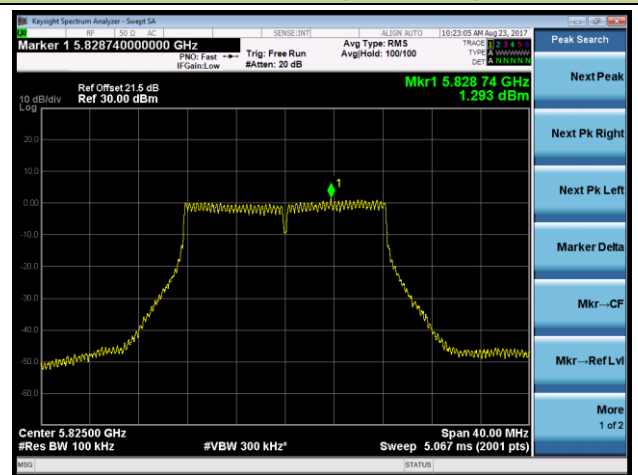 Keysight Spectrum Analyzer - Swept SA
RF 50 Ω AC SENSE:INT ALIGN AUTO 10:23:05 AM Aug 23, 2017
Marker 1 5.828740000000 GHz
PNO: Fast
IFGain:Low
Trig: Free Run
#Atten: 20 dB
Avg Type: RMS
Avg|Hold: 100/100
TRACE 1 2 3 4 5 6
TYPE A WWWWW
DET A N N N N N
Peak Search
Ref Offset 21.5 dB
10 dB/div Ref 30.00 dBm
Log
Mkr1 5.828 74 GHz
1.293 dBm
20.0
10.0
0.00
-10.0
-20.0
-30.0
-40.0
-50.0
-60.0
1
Next Peak
Next Pk Right
Next Pk Left
Marker Delta
Mkr→CF
Mkr→Ref Lvl
More
1 of 2
Center 5.82500 GHz Span 40.00 MHz
#Res BW 100 kHz #VBW 300 kHz* Sweep 5.067 ms (2001 pts)
MSG STATUS